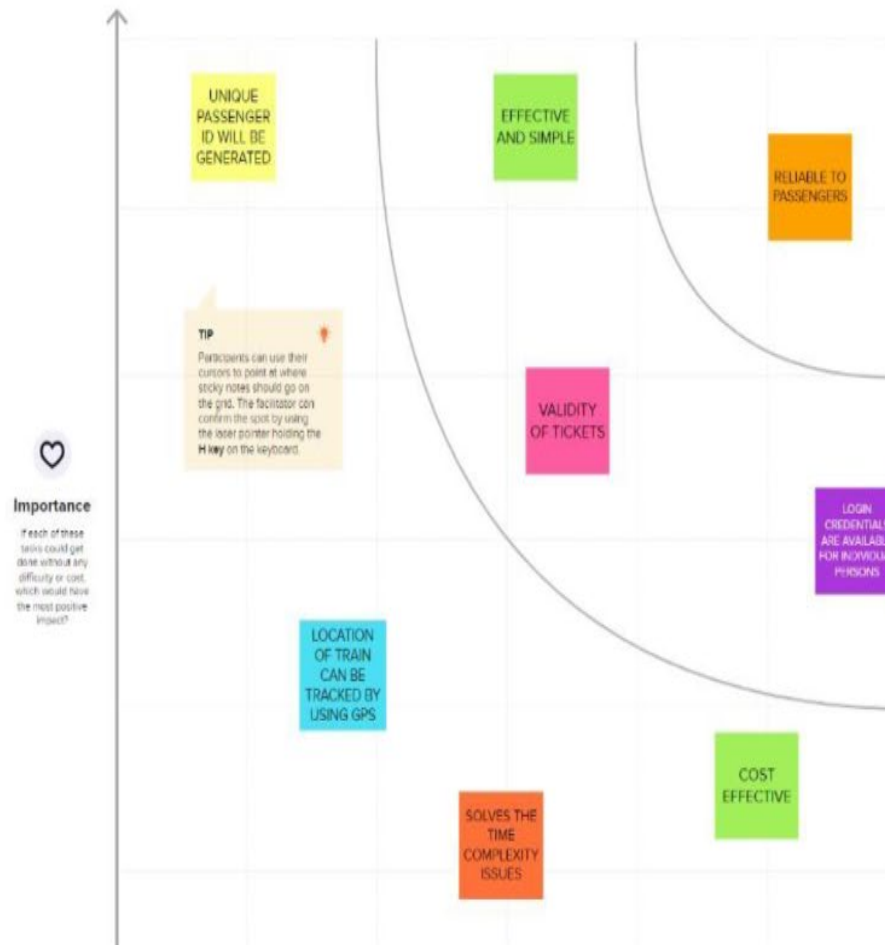 UNIQUE
PASSENGER
ID WILL BE
GENERATED
EFFECTIVE
AND SIMPLE
RELIABLE TO
PASSENGERS
TIP
Participants can use their
cursors to point at where
sticky notes should go on
the grid. The facilitator can
confirm the spot by using
the laser pointer holding the
H key on the keyboard.
VALIDITY
OF TICKETS
Importance
If each of these
tasks could get
done without any
difficulty or cost,
which would have
the most positive
impact?
LOGIN
CREDENTIALS
ARE AVAILABL
FOR INDIVIDUA
PERSONS
LOCATION
OF TRAIN
CAN BE
TRACKED BY
USING GPS
COST
EFFECTIVE
SOLVES THE
TIME
COMPLEXITY
ISSUES